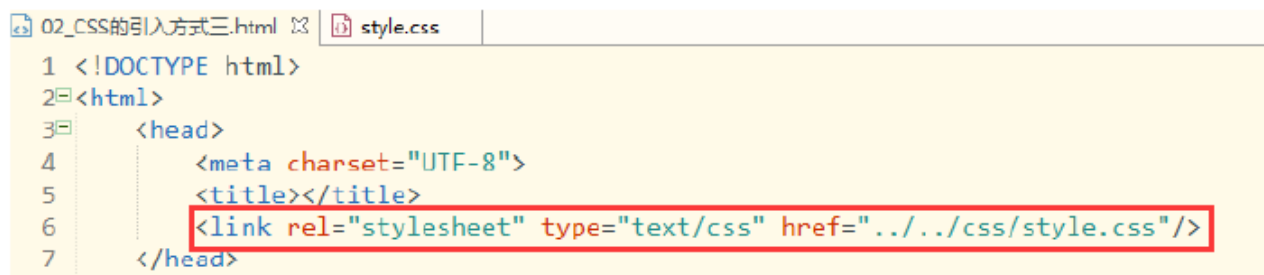 02_CSS的引入方式三.html style.css
1 <!DOCTYPE html>
2 <html>
3 <head>
4 <meta charset="UTF-8">
5 <title></title>
6 <link rel="stylesheet" type="text/css" href="../../css/style.css"/>
7 </head>